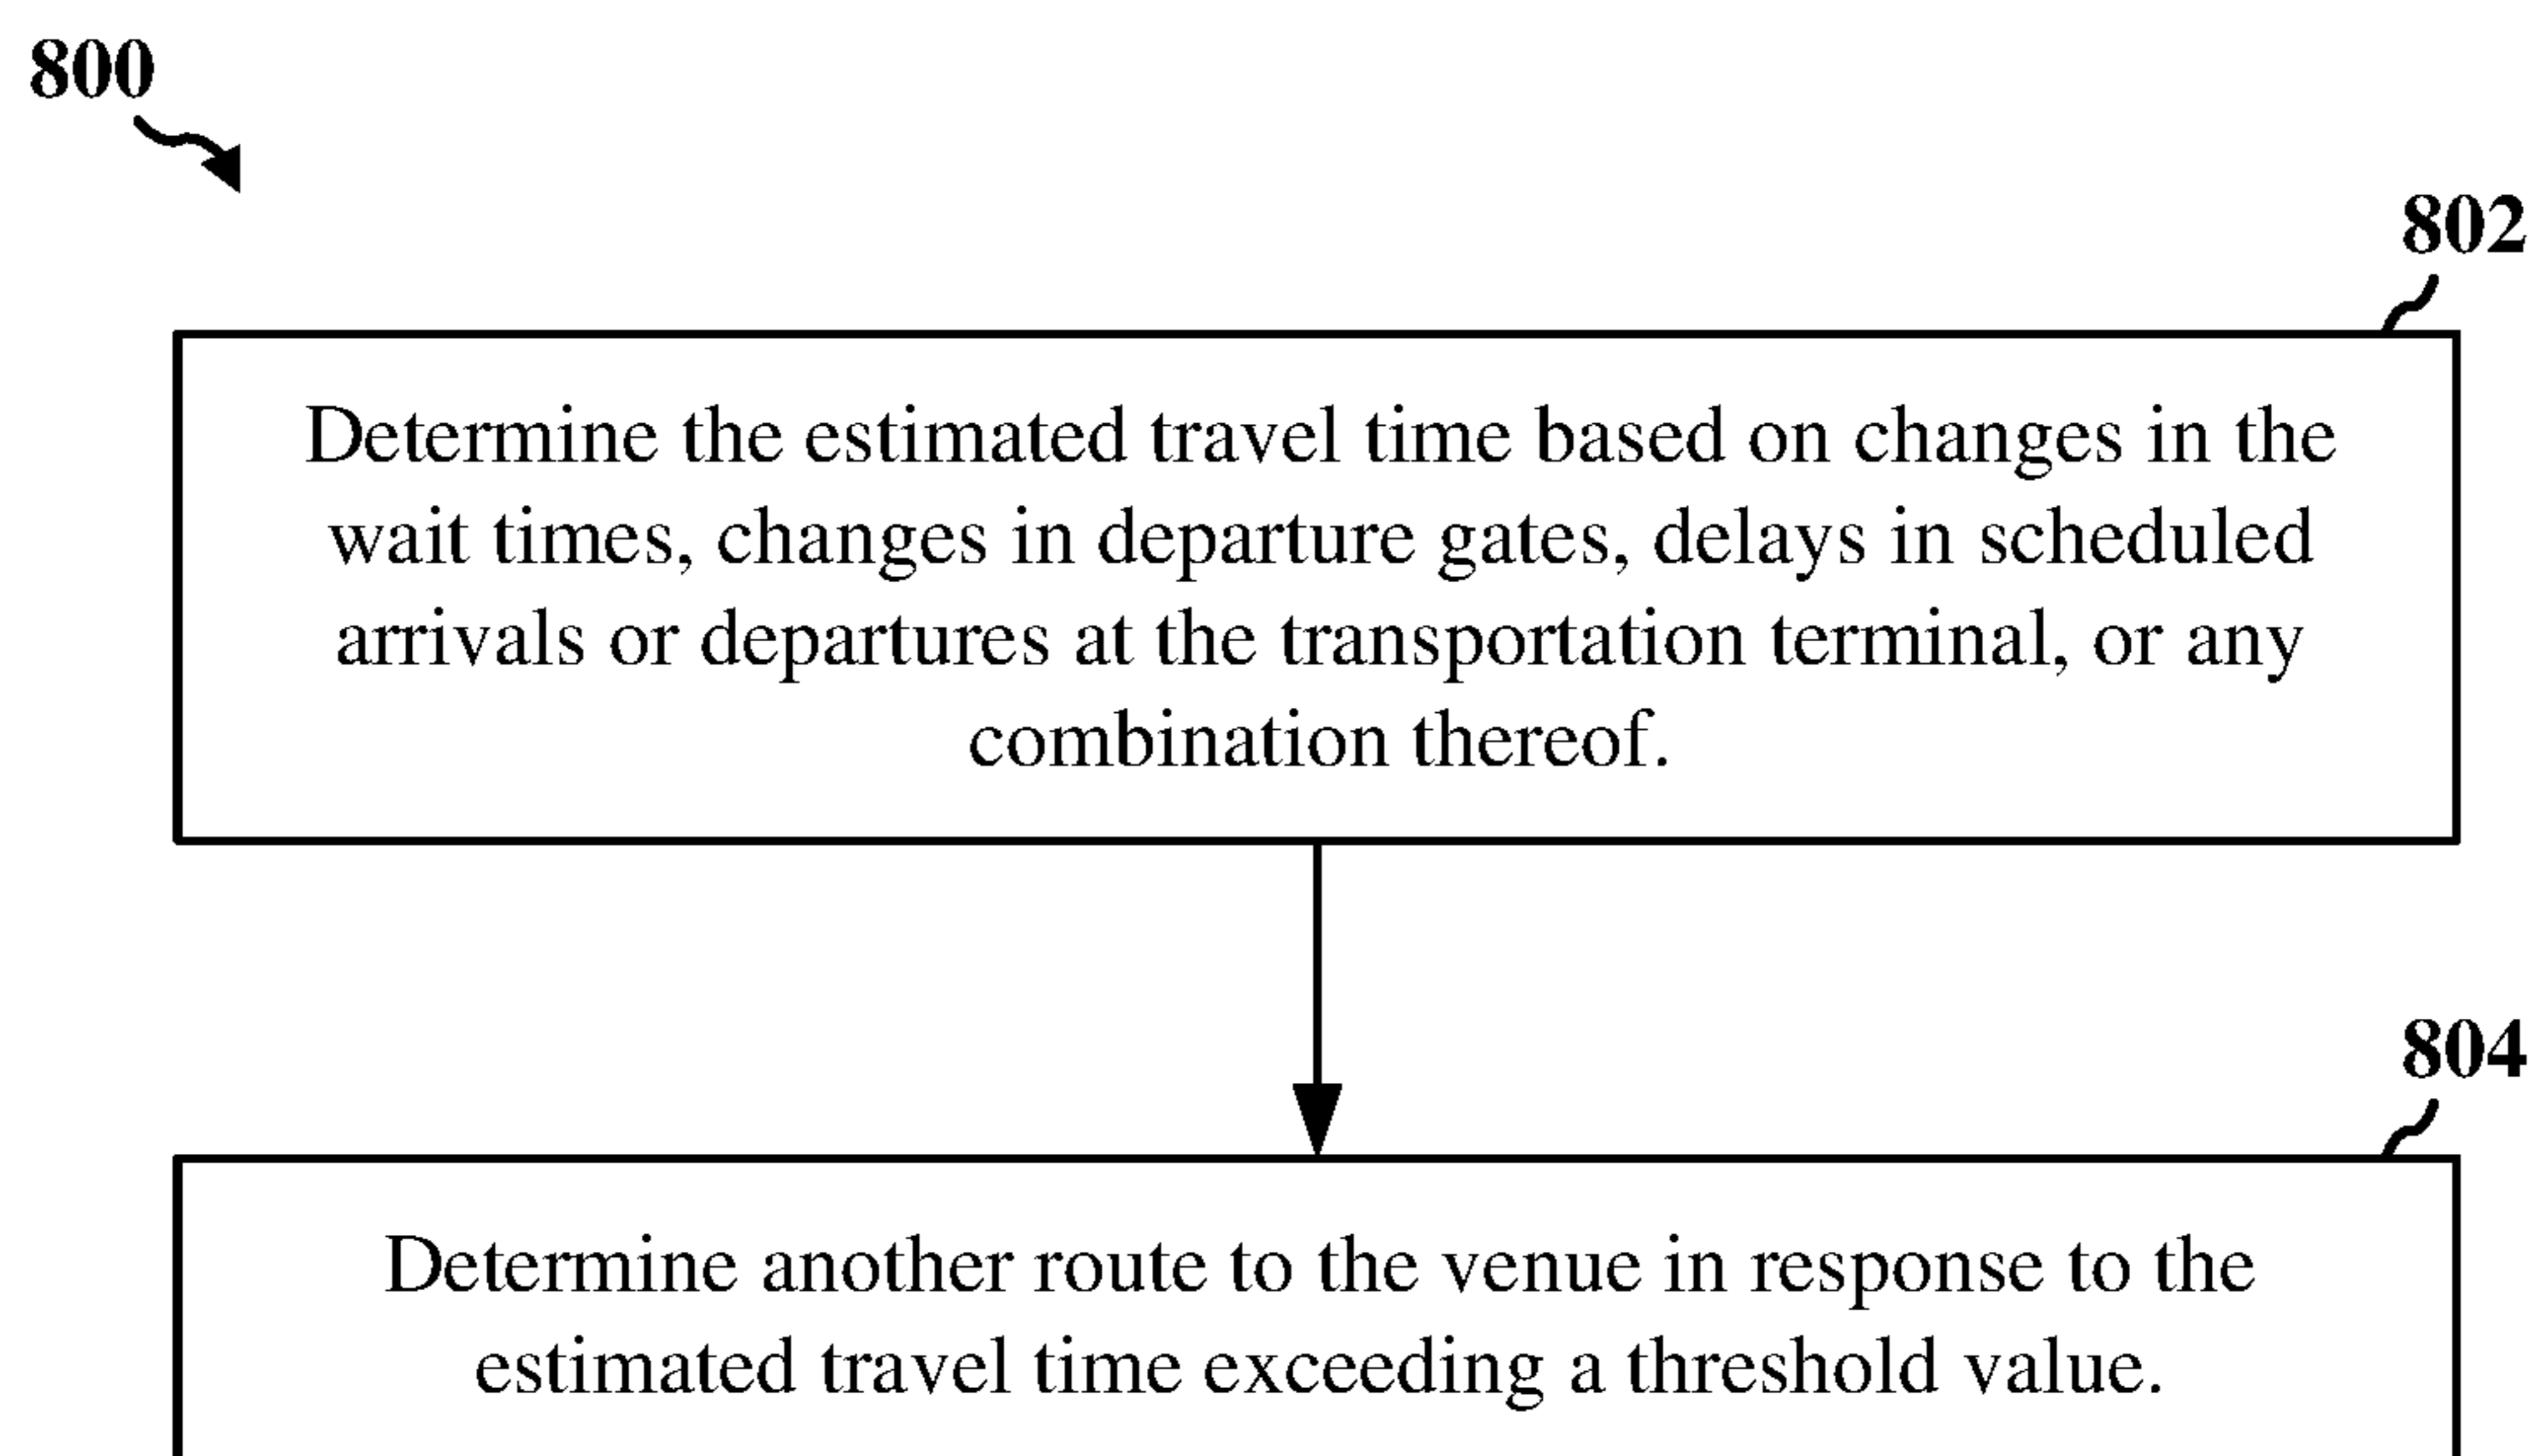 800
802
Determine the estimated travel time based on changes in the
wait times, changes in departure gates, delays in scheduled
arrivals or departures at the transportation terminal, or any
combination thereof.
804
Determine another route to the venue in response to the
estimated travel time exceeding a threshold value.